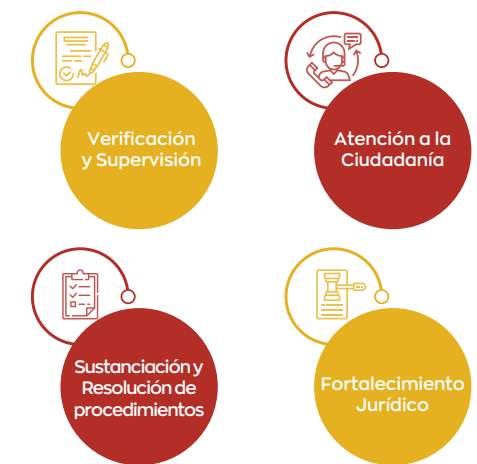 Verificación
y Supervisión
Atención a la
Ciudadanía
Sustanciación y
Resolución de
procedimientos
Fortalecimiento
Jurídico